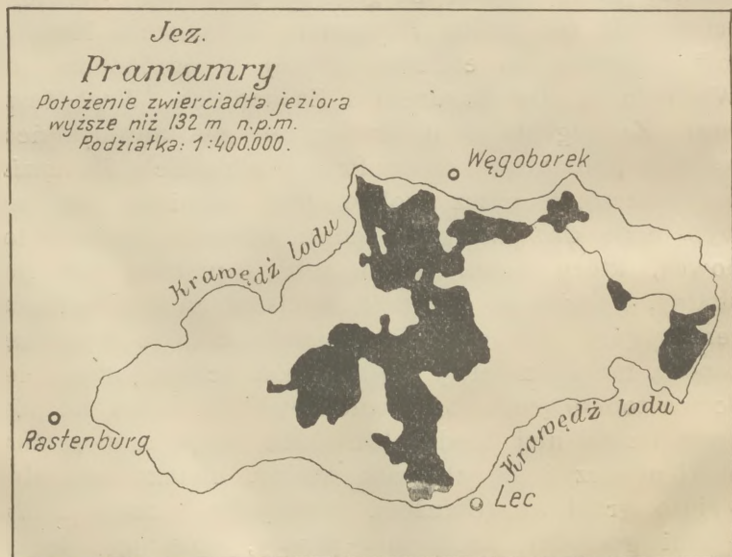 Jez.
Pramamry
Położenie zwierciadła jeziora
wyższe niż 132 m n.p.m.
Podziałka: 1:400.000.
Węgoborek
Krawędź lodu
Krawędź lodu
Rastenburg
Lec